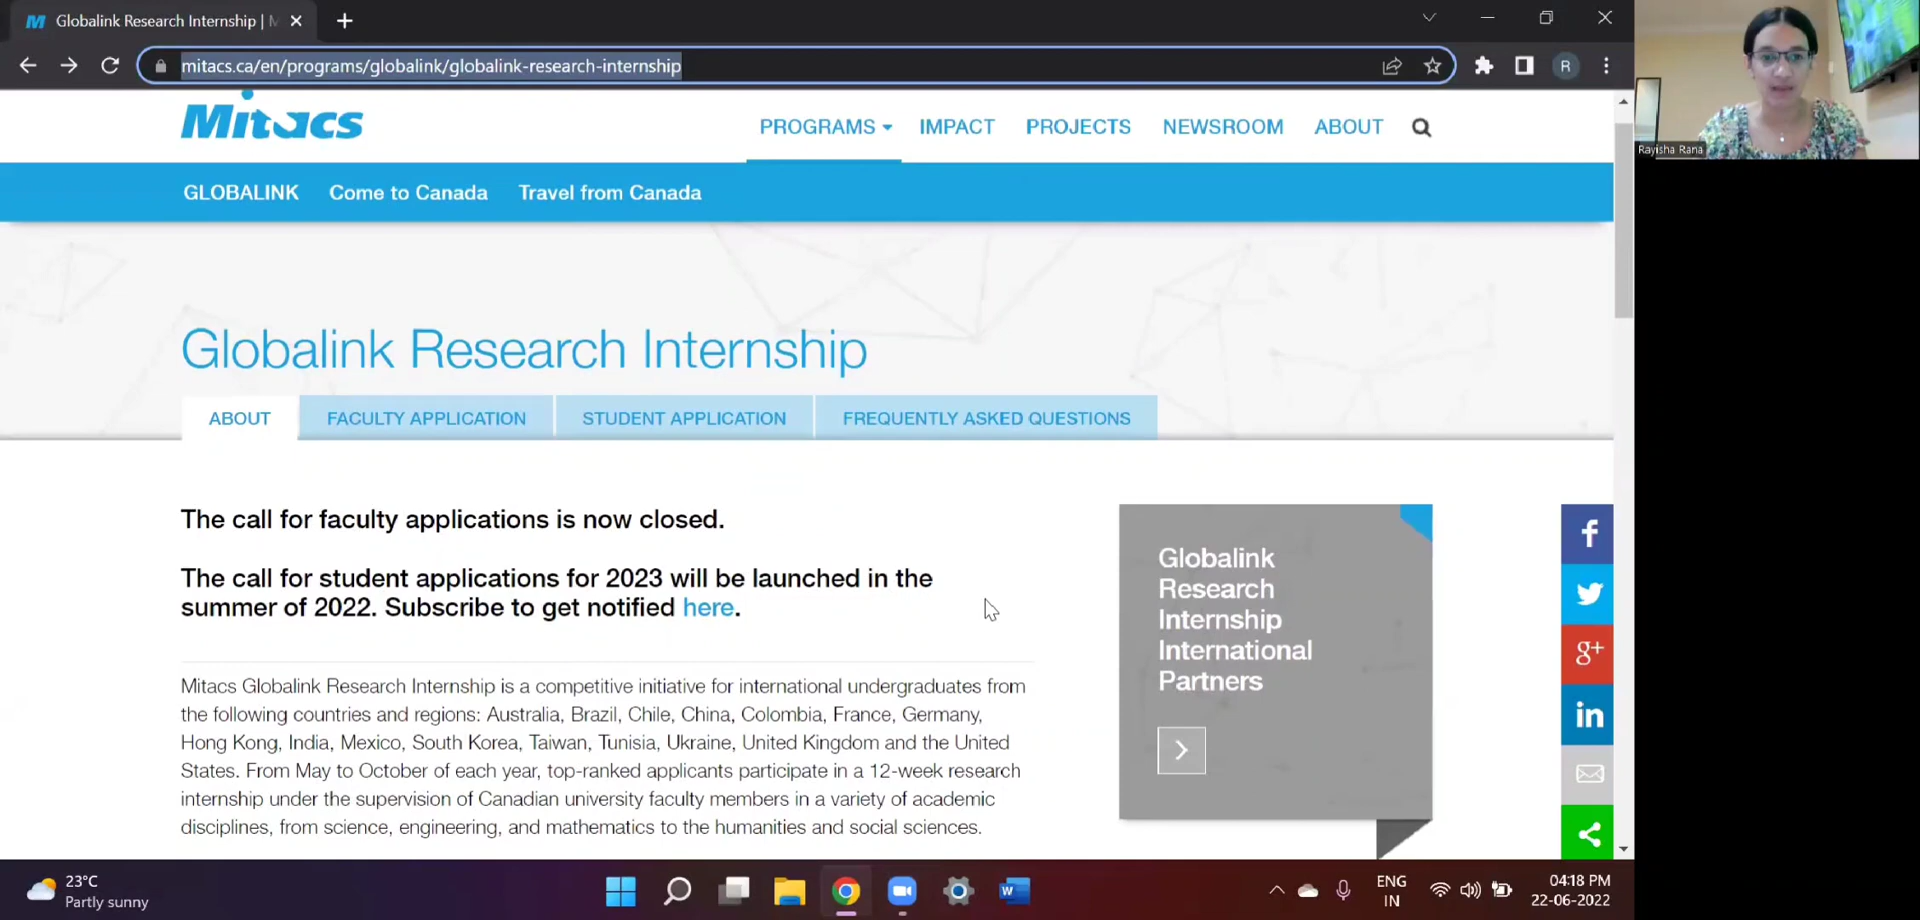 Globalink Research Internship |
mitacs.ca/en/programs/globalink/globalink-research-internship
R
Rayisha Rana
Mitacs
PROGRAMS IMPACT PROJECTS NEWSROOM ABOUT
GLOBALINK Come to Canada Travel from Canada
Globalink Research Internship
ABOUT FACULTY APPLICATION STUDENT APPLICATION FREQUENTLY ASKED QUESTIONS
The call for faculty applications is now closed.
The call for student applications for 2023 will be launched in the
summer of 2022. Subscribe to get notified here.
Mitacs Globalink Research Internship is a competitive initiative for international undergraduates from
the following countries and regions: Australia, Brazil, Chile, China, Colombia, France, Germany,
Hong Kong, India, Mexico, South Korea, Taiwan, Tunisia, Ukraine, United Kingdom and the United
States. From May to October of each year, top-ranked applicants participate in a 12-week research
internship under the supervision of Canadian university faculty members in a variety of academic
disciplines, from science, engineering, and mathematics to the humanities and social sciences.
Globalink
Research
Internship
International
Partners
f
g+
in
23°C
Partly sunny
W
ENG
IN
04:18 PM
22-06-2022